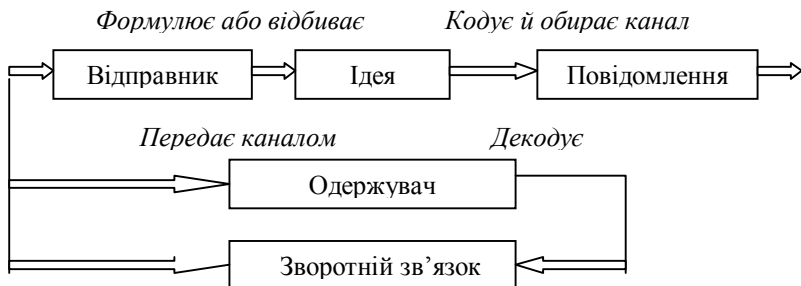 Формулює або відбиває Кодує й обирає канал
Відправник Ідея Повідомлення
Передає каналом Декодує
Одержувач
Зворотній зв’язок